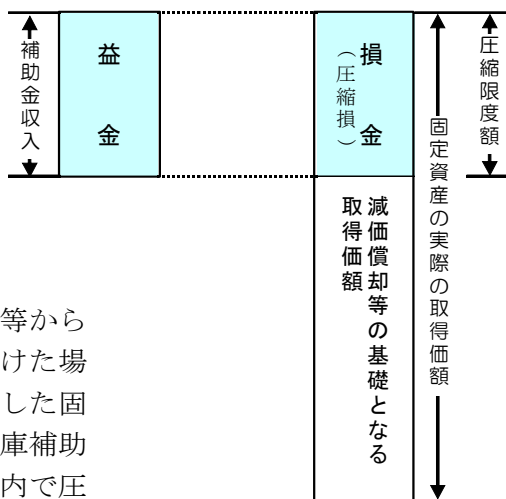 補助金収入
益金
損金
（圧縮損）
圧縮限度額
固定資産の実際の取得価額
減価償却等の基礎となる
取得価額
等から
けた場
した固
庫補助
内で圧